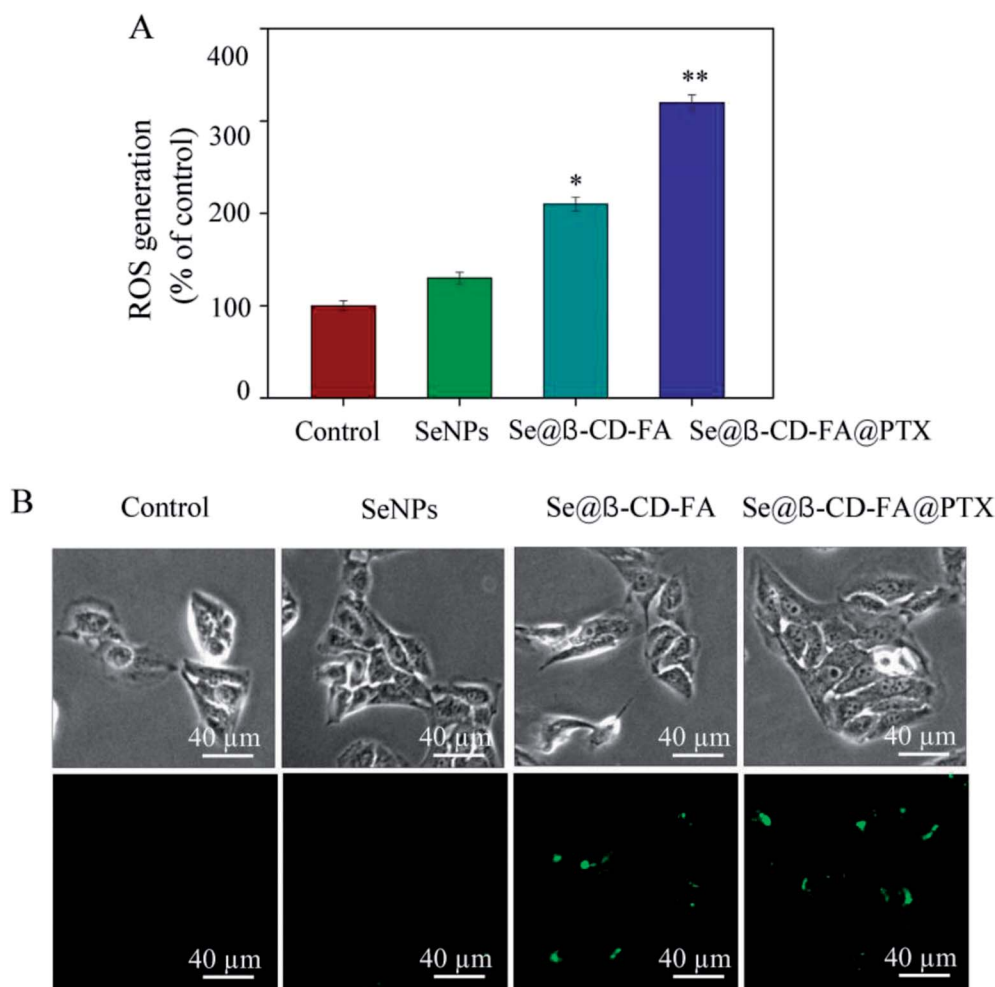 A
400
300
200
100
0
ROS generation
(% of control)
*
**
Control SeNPs Se@ß-CD-FA Se@ß-CD-FA@PTX
B
Control SeNPs Se@ß-CD-FA Se@ß-CD-FA@PTX
40 µm 40 µm 40 µm 40 µm
40 µm 40 µm 40 µm 40 µm